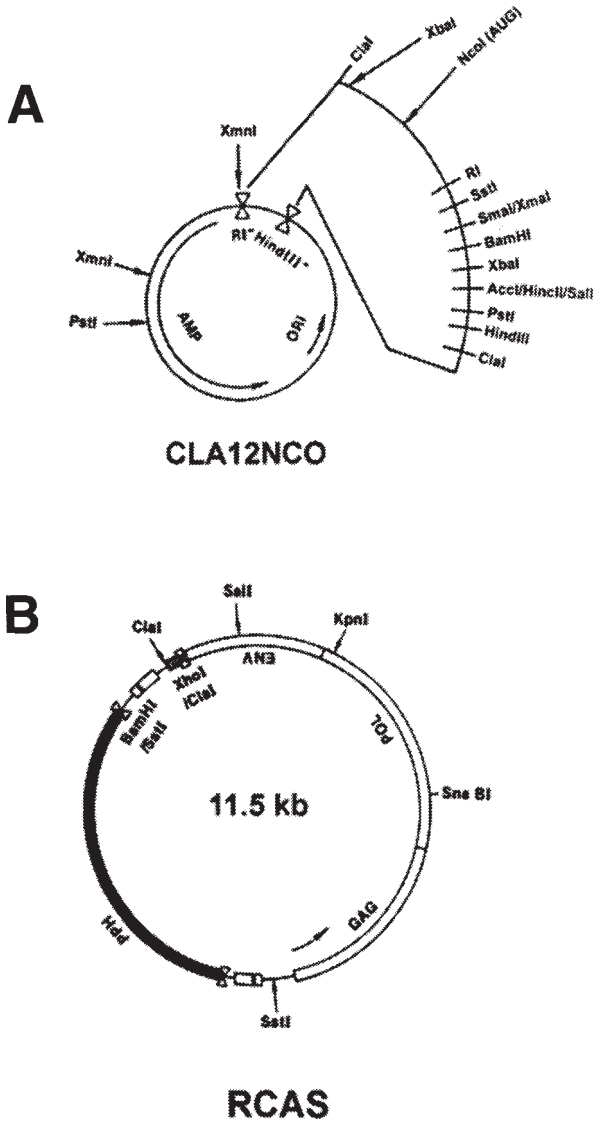 A
ClaI
XbaI
NcoI (AUG)
XmnI
RI
SstI
SmaI/XmaI
BamHI
XbaI
AccI/HincII/SalI
PstI
HindIII
ClaI
RI" HindIII"
XmnI
PstI
AMP
ORI
CLA12NCO
B
SalI
ClaI
KpnI
ENV
XhoI
/ClaI
BamHI
/SstI
POL
11.5 kb
Sna BI
GAG
PPH
SstI
RCAS